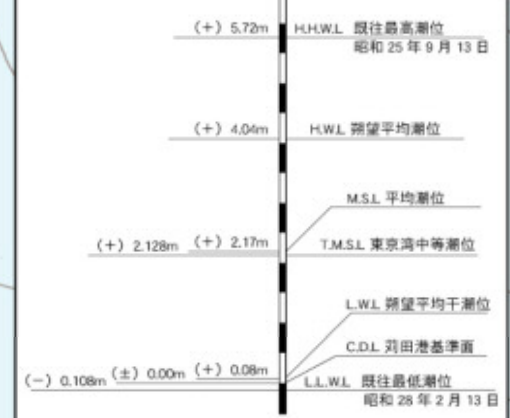 (+) 5.72m H.H.W.L 既往最高潮位
昭和 25 年 9 月 13 日
(+) 4.04m H.W.L 朔望平均潮位
M.S.L 平均潮位
(+) 2.128m (+) 2.17m T.M.S.L 東京湾中等潮位
L.W.L 朔望平均干潮位
C.D.L 苅田港基準面
(−) 0.108m (±) 0.00m (+) 0.08m L.L.W.L 既往最低潮位
昭和 28 年 2 月 13 日